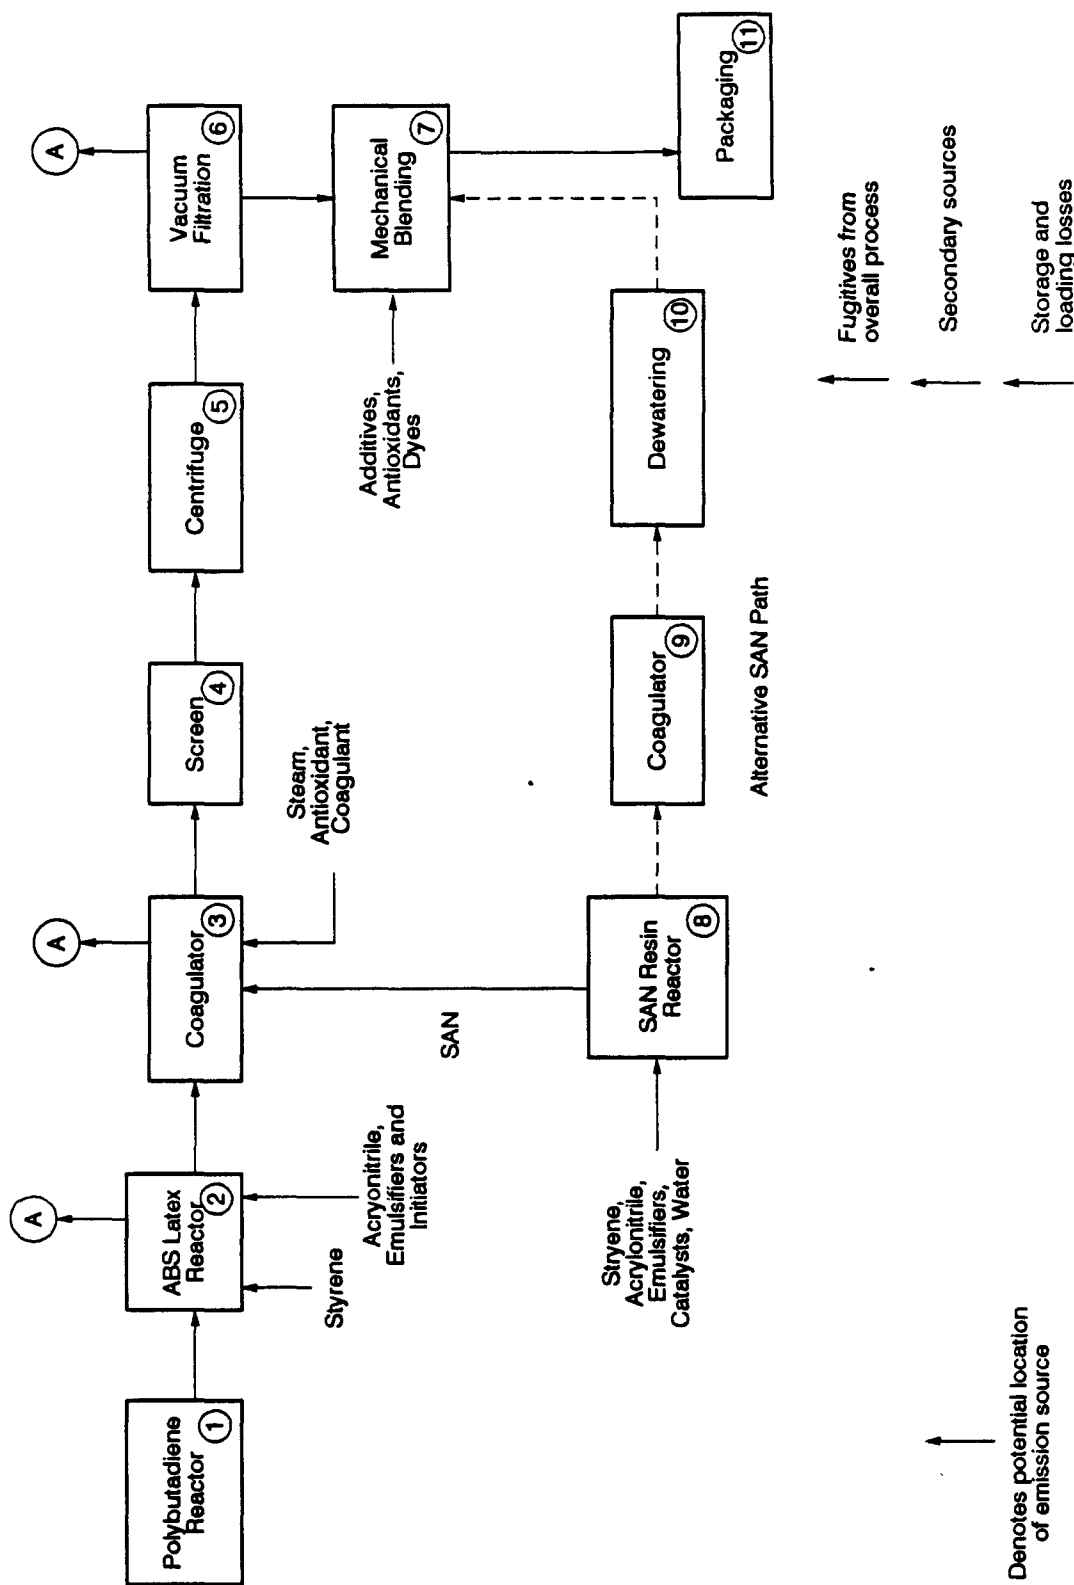 Polybutadiene
Reactor
1
A
ABS Latex
Reactor
2
Styrene
Acryonitrile,
Emulsifiers and
Initiators
A
Coagulator
3
Steam,
Antioxidant,
Coagulant
Screen
4
Centrifuge
5
A
Vacuum
Filtration
6
Additives,
Antioxidants,
Dyes
Mechanical
Blending
7
SAN
Stryene,
Acrylonitrile,
Emulsifiers,
Catalysts, Water
SAN Resin
Reactor
8
Coagulator
9
Dewatering
10
Alternative SAN Path
Packaging
11
Fugitives from
overall process
Secondary sources
Storage and
loading losses
Denotes potential location
of emission source